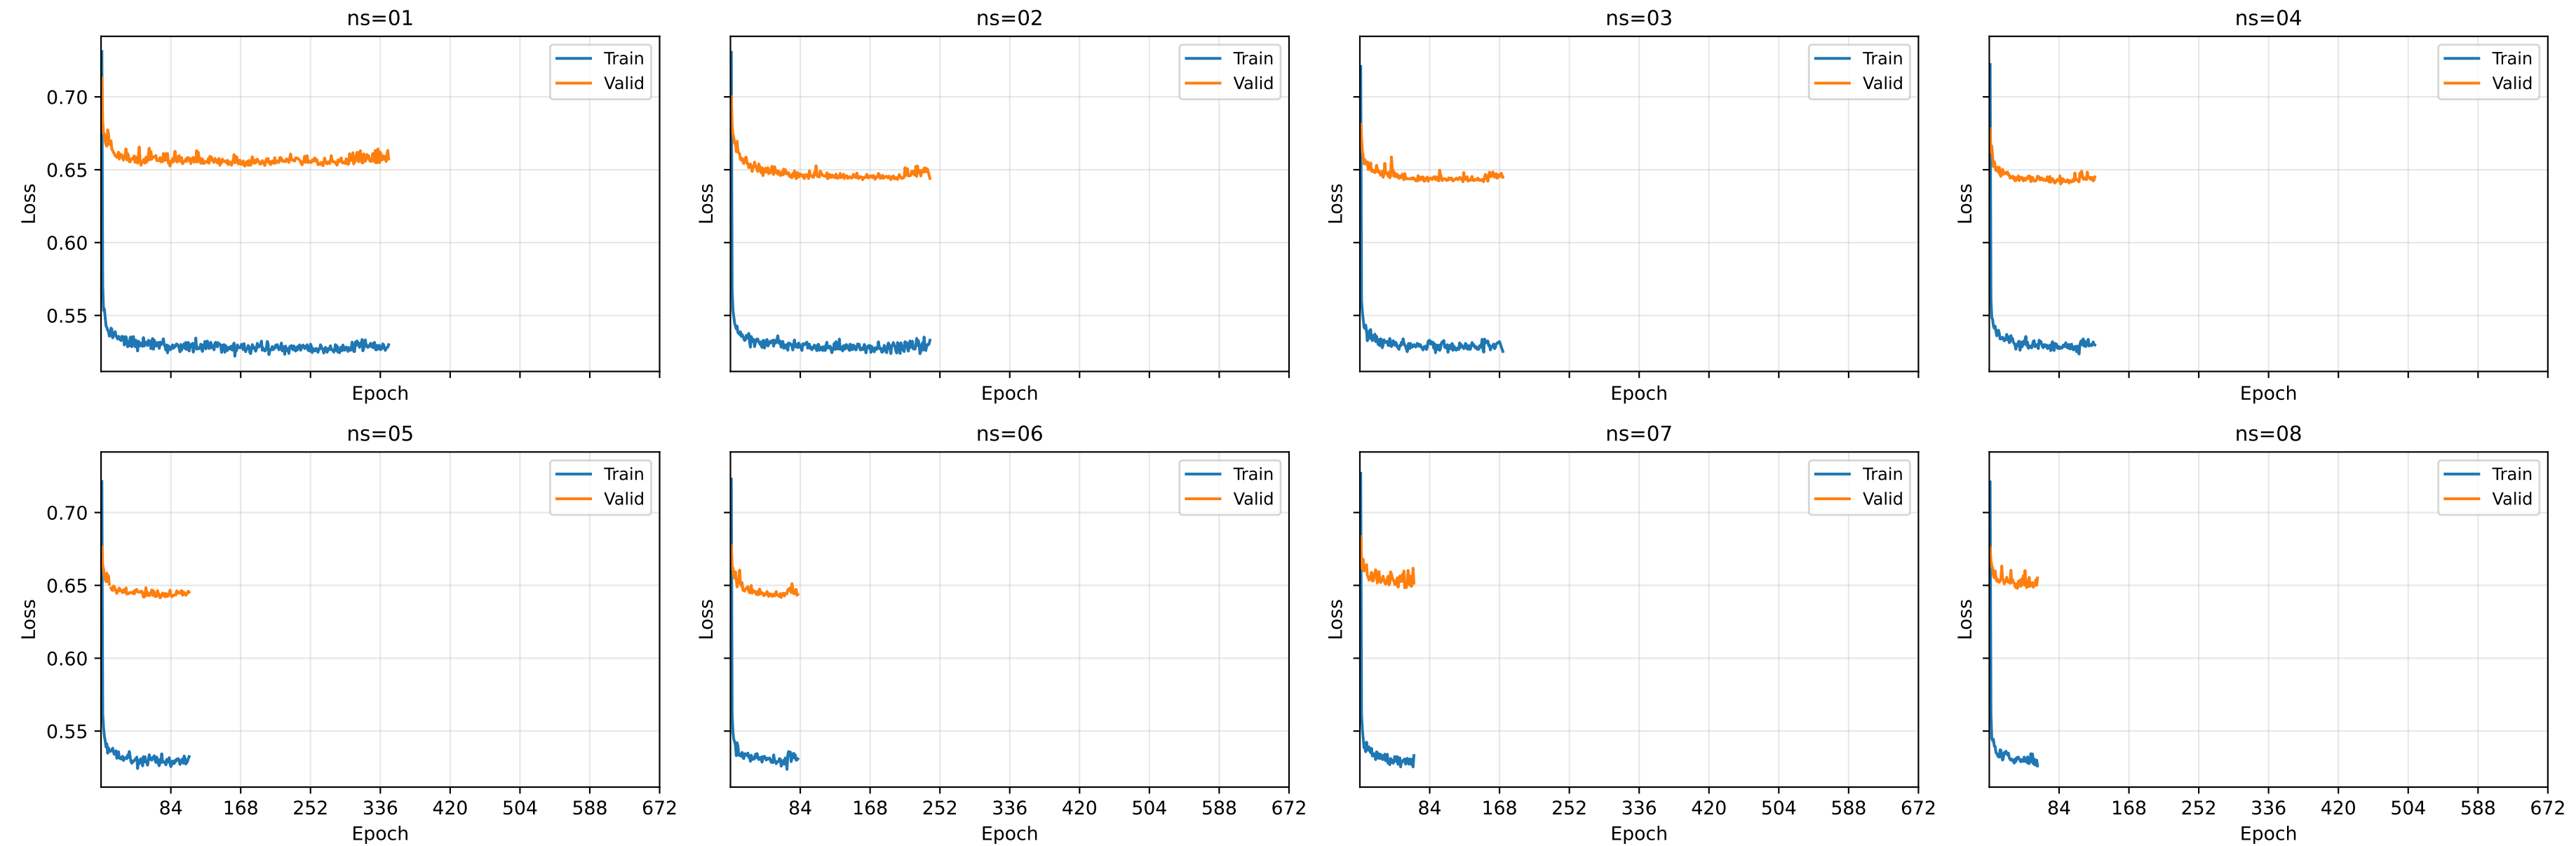 ns=01
ns=02
ns=03
ns=04
Train
Valid
Train
Valid
Train
Valid
Train
Valid
0.70
0.65
0.60
0.55
Loss
Loss
Loss
Loss
Epoch
Epoch
Epoch
Epoch
ns=05
ns=06
ns=07
ns=08
Train
Valid
Train
Valid
Train
Valid
Train
Valid
0.70
0.65
0.60
0.55
Loss
Loss
Loss
Loss
84 168 252 336 420 504 588 672
84 168 252 336 420 504 588 672
84 168 252 336 420 504 588 672
84 168 252 336 420 504 588 672
Epoch
Epoch
Epoch
Epoch